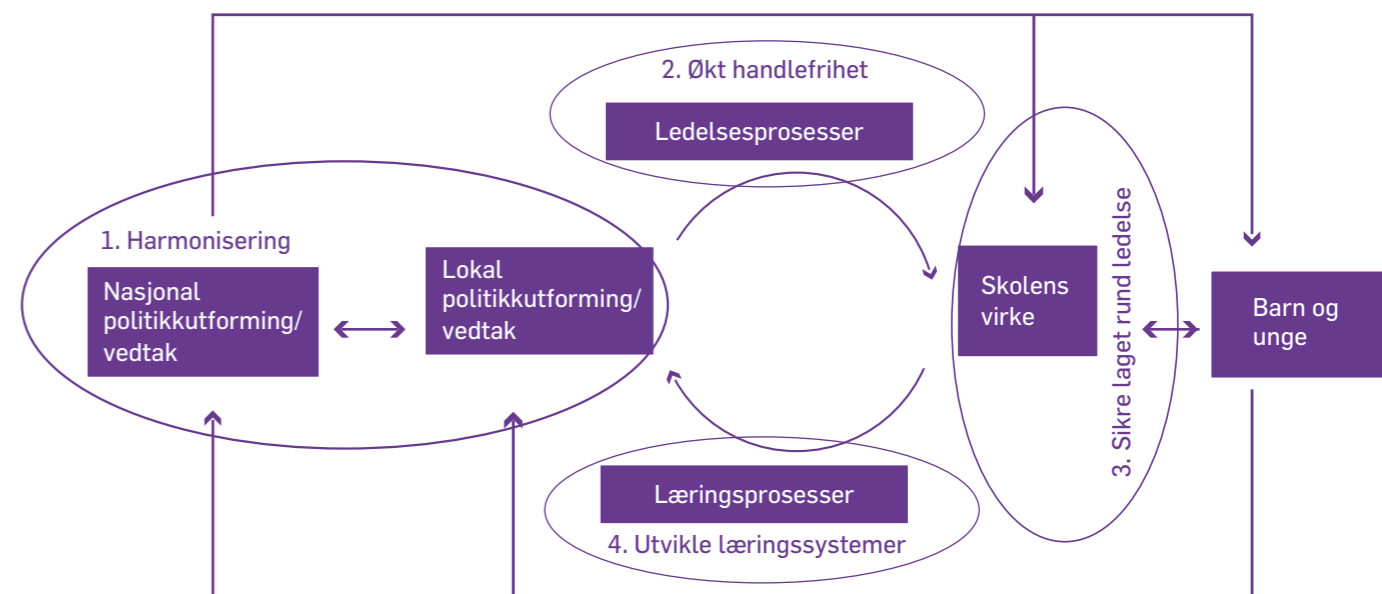 2. Økt handlefrihet
Ledelsesprosesser
1. Harmonisering
Nasjonal
politikkutforming/
vedtak
Lokal
politikkutforming/
vedtak
Skolens
virke
3. Sikre laget rund ledelse
Barn og
unge
Læringsprosesser
4. Utvikle læringssystemer